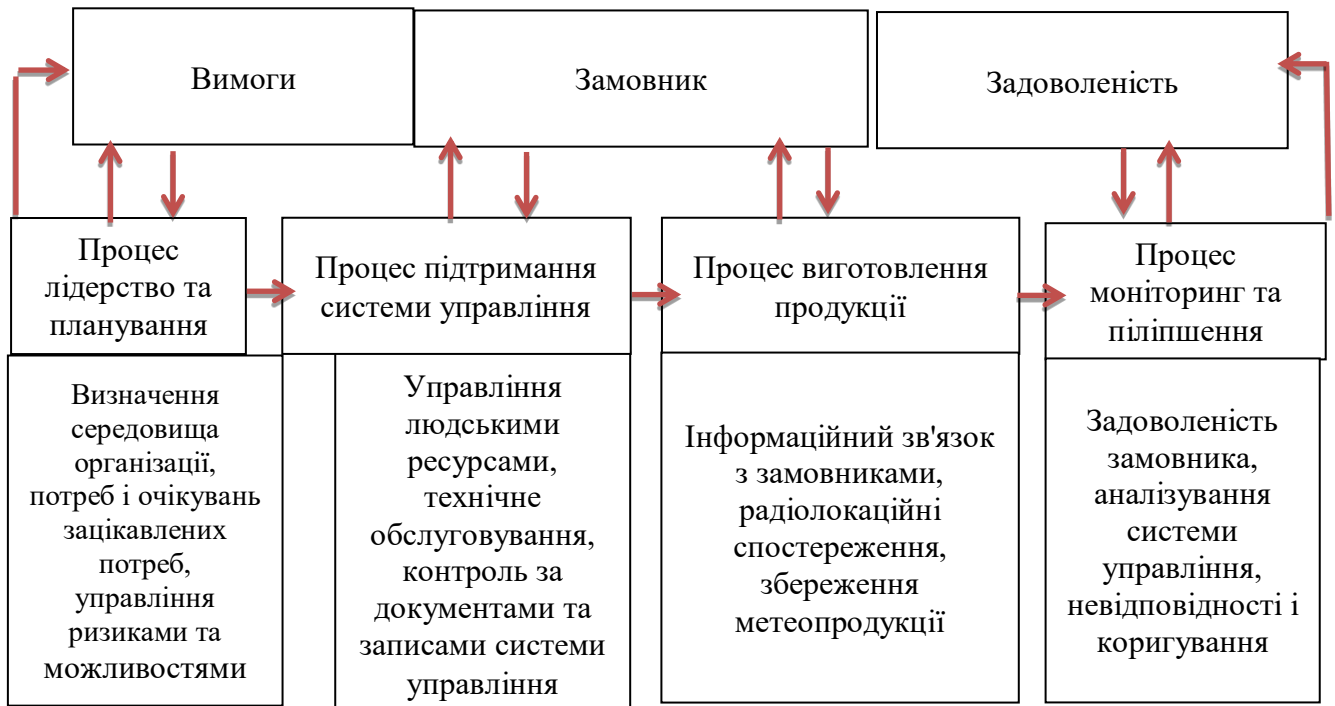 Вимоги
Замовник
Задоволеність
Процес
лідерство та
планування
Процес підтримання
системи управління
Процес виготовлення
продукції
Процес
моніторинг та
піліпшення
Визначення
середовища
організації,
потреб і очікувань
зацікавлених
потреб,
управління
ризиками та
можливостями
Управління
людськими
ресурсами,
технічне
обслуговування,
контроль за
документами та
записами системи
управління
Інформаційний зв'язок
з замовниками,
радіолокаційні
спостереження,
збереження
метеопродукції
Задоволеність
замовника,
аналізування
системи
управління,
невідповідності і
коригування